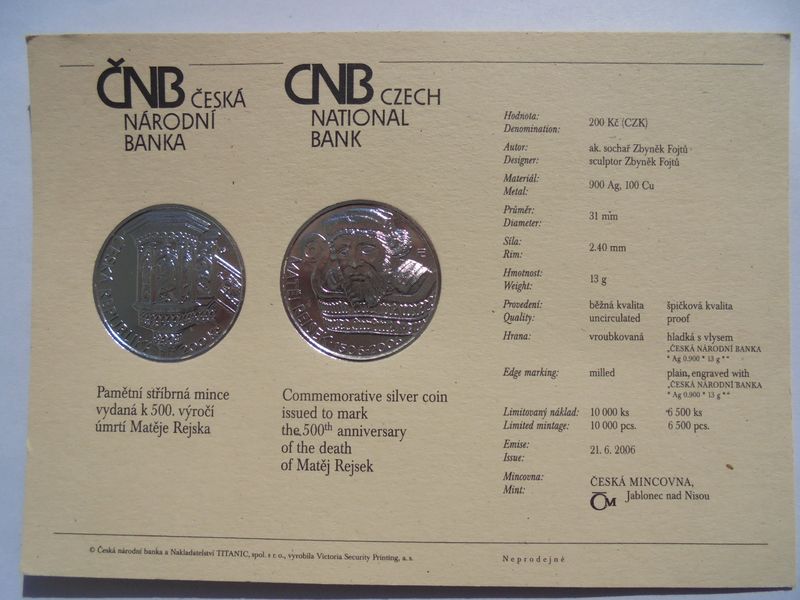 ČNB ČESKÁ
NÁRODNÍ
BANKA
CNB CZECH
NATIONAL
BANK
Pamětní stříbrná mince
vydaná k 500. výročí
úmrtí Matěje Rejska
Commemorative silver coin
issued to mark
the 500th anniversary
of the death
of Matěj Rejsek
Hodnota:
Denomination: 200 Kč (CZK)
Autor: ak. sochař Zbyněk Fojtů
Designer: sculptor Zbyněk Fojtů
Materiál:
Metal: 900 Ag, 100 Cu
Průměr:
Diameter: 31 mm
Síla:
Rim: 2.40 mm
Hmotnost:
Weight: 13 g
Provedení: běžná kvalita špičková kvalita
Quality: uncirculated proof
Hrana: vroubkovaná hladká s vlysem
„ČESKÁ NÁRODNÍ BANKA
* Ag 0.900 * 13 g *“
Edge marking: milled plain, engraved with
„ČESKÁ NÁRODNÍ BANKA
* Ag 0.900 * 13 g *“
Limitovaný náklad: 10 000 ks 6 500 ks
Limited mintage: 10 000 pcs. 6 500 pcs.
Emise:
Issue: 21. 6. 2006
Mincovna: ČESKÁ MINCOVNA,
Mint: ČM Jablonec nad Nisou
© Česká národní banka a Nakladatelství TITANIC, spol. s r. o., vyrobila Victoria Security Printing, a. s.
Neprodejné